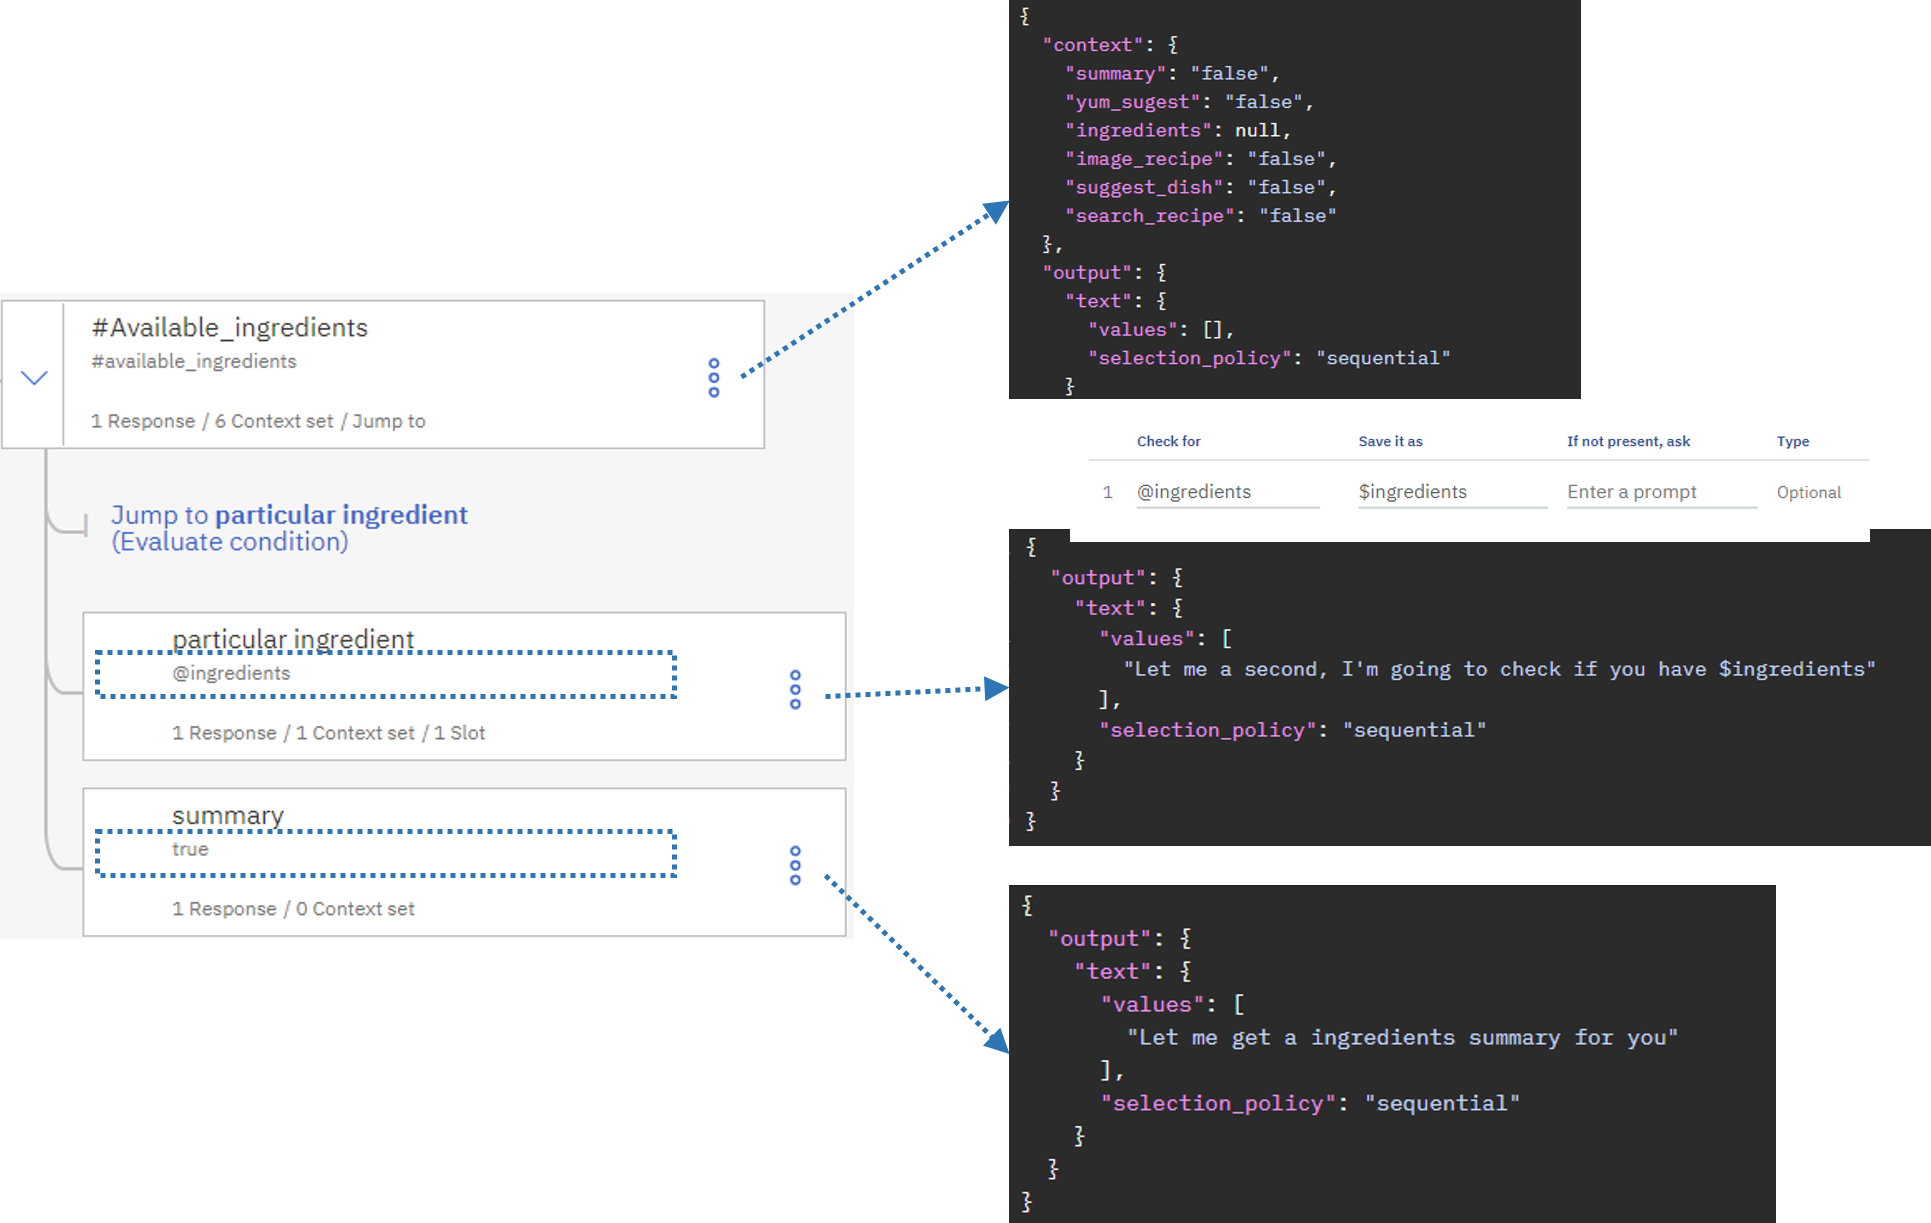 #Available_ingredients
#available_ingredients
1 Response / 6 Context set / Jump to
Jump to particular ingredient
(Evaluate condition)
particular ingredient
@ingredients
1 Response / 1 Context set / 1 Slot
summary
true
1 Response / 0 Context set
{
"context": {
"summary": "false",
"yum_sugest": "false",
"ingredients": null,
"image_recipe": "false",
"suggest_dish": "false",
"search_recipe": "false"
},
"output": {
"text": {
"values": [],
"selection_policy": "sequential"
}
Check for Save it as If not present, ask Type
1 @ingredients $ingredients Enter a prompt Optional
{
"output": {
"text": {
"values": [
"Let me a second, I'm going to check if you have $ingredients"
],
"selection_policy": "sequential"
}
}
}
{
"output": {
"text": {
"values": [
"Let me get a ingredients summary for you"
],
"selection_policy": "sequential"
}
}
}